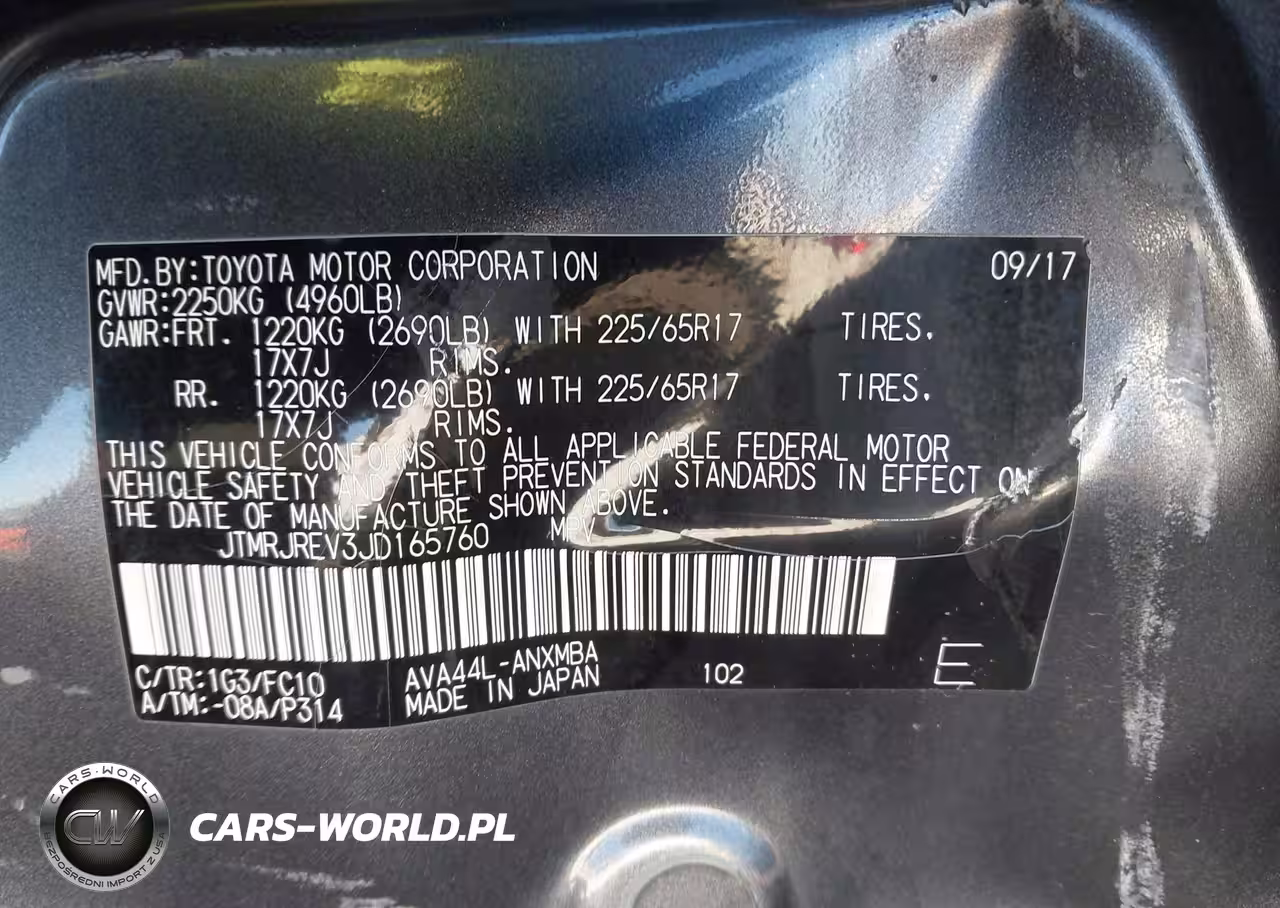 MFD.BY:TOYOTA MOTOR CORPORATION 09/17
GVWR:2250KG (4960LB)
GAWR:FRT. 1220KG (2690LB) WITH 225/65R17 TIRES.
17X7J RIMS.
RR. 1220KG (2690LB) WITH 225/65R17 TIRES.
17X7J RIMS.
THIS VEHICLE CONFORMS TO ALL APPLICABLE FEDERAL MOTOR
VEHICLE SAFETY AND THEFT PREVENTION STANDARDS IN EFFECT ON
THE DATE OF MANUFACTURE SHOWN ABOVE.
JTMRJREV3JD165760 MPV
C/TR:1G3/FC10 AVA44L-ANXMBA 102 E
A/TM:-08A/P314 MADE IN JAPAN
CARS-WORLD
CW
BEZPOŚREDNI IMPORT Z USA
CARS-WORLD.PL